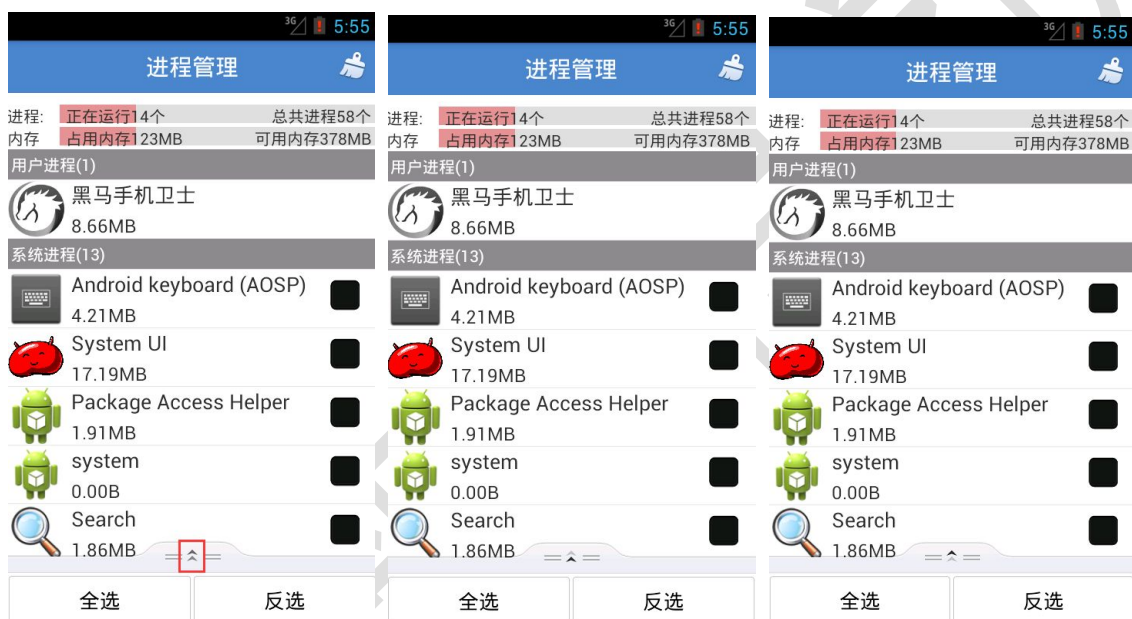 3G 5:55
进程管理
进程: 正在运行14个 总共进程58个
内存 占用内存123MB 可用内存378MB
用户进程(1)
黑马手机卫士
8.66MB
系统进程(13)
Android keyboard (AOSP)
4.21MB
System UI
17.19MB
Package Access Helper
1.91MB
system
0.00B
Search
1.86MB
全选 反选
3G 5:55
进程管理
进程: 正在运行14个 总共进程58个
内存 占用内存123MB 可用内存378MB
用户进程(1)
黑马手机卫士
8.66MB
系统进程(13)
Android keyboard (AOSP)
4.21MB
System UI
17.19MB
Package Access Helper
1.91MB
system
0.00B
Search
1.86MB
全选 反选
3G 5:55
进程管理
进程: 正在运行14个 总共进程58个
内存 占用内存123MB 可用内存378MB
用户进程(1)
黑马手机卫士
8.66MB
系统进程(13)
Android keyboard (AOSP)
4.21MB
System UI
17.19MB
Package Access Helper
1.91MB
system
0.00B
Search
1.86MB
全选 反选